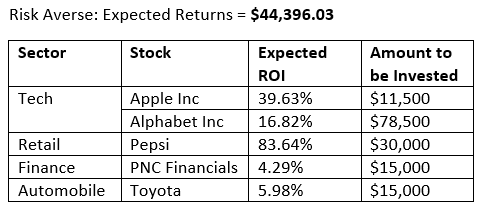 Risk Averse: Expected Returns = $44,396.03
Sector Stock Expected ROI Amount to be Invested
Tech Apple Inc 39.63% $11,500
Alphabet Inc 16.82% $78,500
Retail Pepsi 83.64% $30,000
Finance PNC Financials 4.29% $15,000
Automobile Toyota 5.98% $15,000